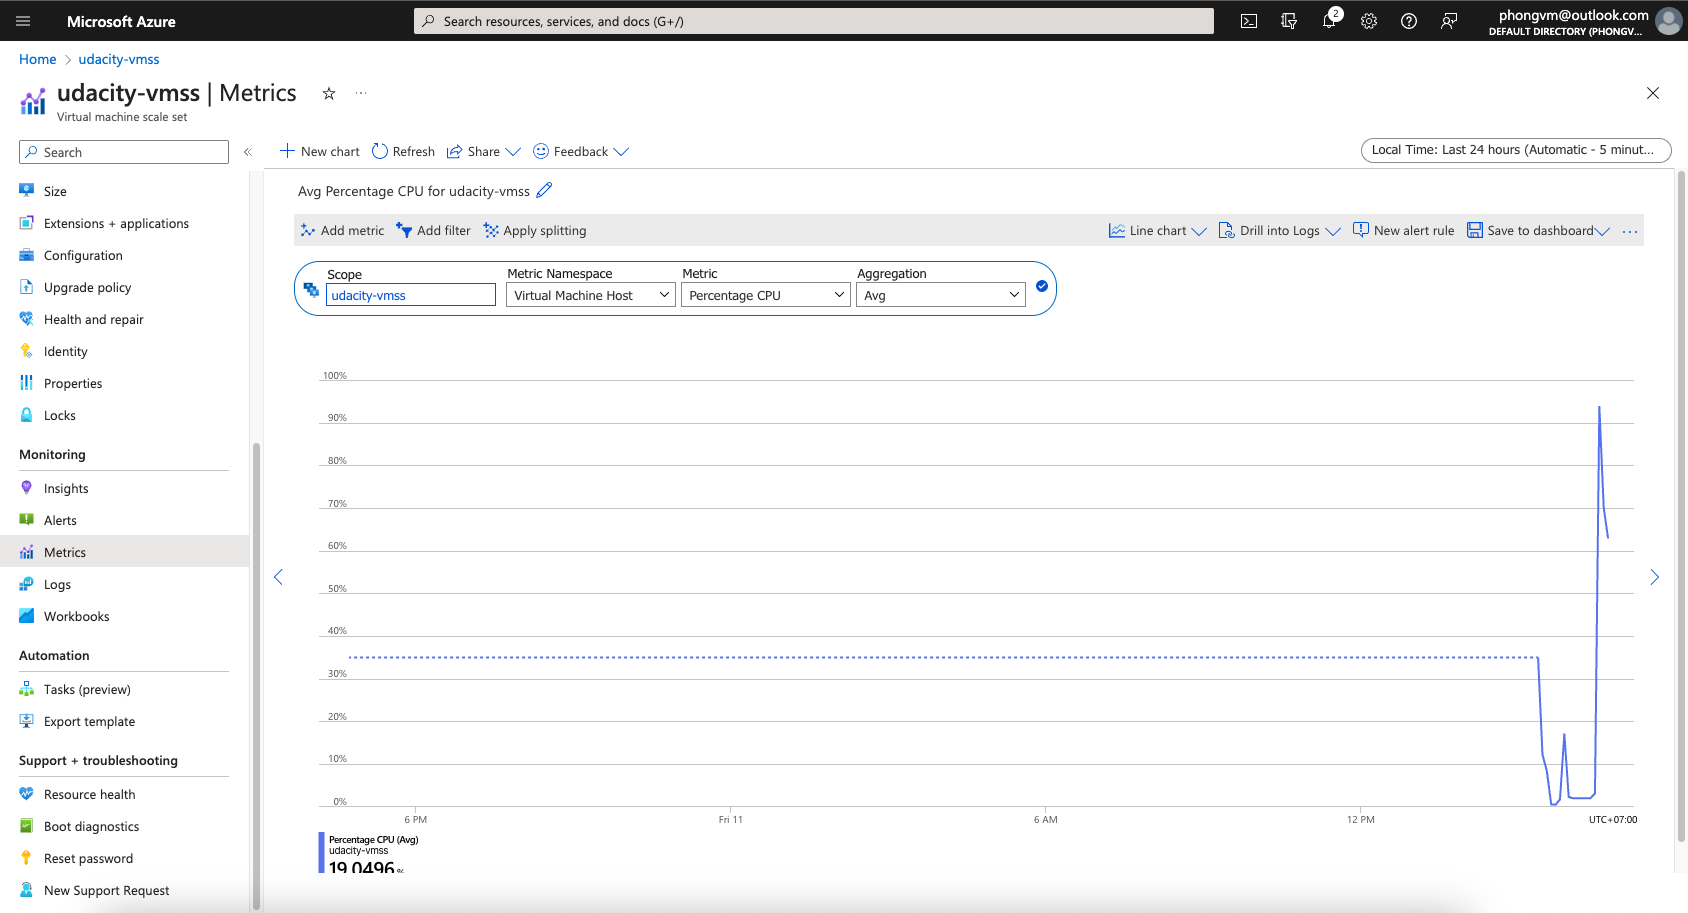 Microsoft Azure
Search resources, services, and docs (G+/)
2
phongvm@outlook.com
DEFAULT DIRECTORY (PHONGV...
Home > udacity-vmss
udacity-vmss | Metrics
Virtual machine scale set
Search
«
New chart
Refresh
Share
Feedback
Local Time: Last 24 hours (Automatic - 5 minut...
Size
Extensions + applications
Configuration
Upgrade policy
Health and repair
Identity
Properties
Locks
Monitoring
Insights
Alerts
Metrics
Logs
Workbooks
Automation
Tasks (preview)
Export template
Support + troubleshooting
Resource health
Boot diagnostics
Reset password
New Support Request
Avg Percentage CPU for udacity-vmss
Add metric
Add filter
Apply splitting
Line chart
Drill into Logs
New alert rule
Save to dashboard
...
Scope
udacity-vmss
Metric Namespace
Virtual Machine Host
Metric
Percentage CPU
Aggregation
Avg
100%
90%
80%
70%
60%
50%
40%
30%
20%
10%
0%
6 PM
Fri 11
6 AM
12 PM
UTC+07:00
Percentage CPU (Avg)
udacity-vmss
19.0496 %